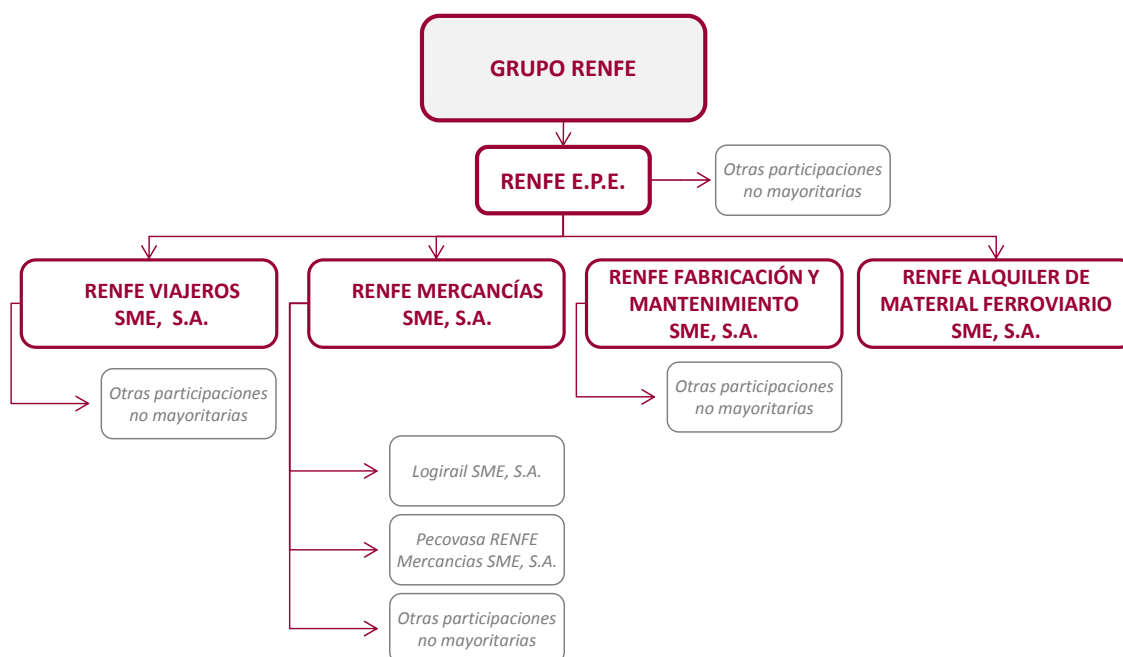 GRUPO RENFE
RENFE E.P.E.
Otras participaciones
no mayoritarias
RENFE VIAJEROS
SME, S.A.
RENFE MERCANCÍAS
SME, S.A.
RENFE FABRICACIÓN Y
MANTENIMIENTO
SME, S.A.
RENFE ALQUILER DE
MATERIAL FERROVIARIO
SME, S.A.
Otras participaciones
no mayoritarias
Otras participaciones
no mayoritarias
Logirail SME, S.A.
Pecovasa RENFE
Mercancias SME, S.A.
Otras participaciones
no mayoritarias